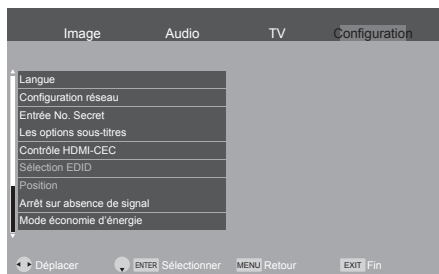 Image Audio TV Configuration
Langue
Configuration réseau
Entrée No. Secret
Les options sous-titres
Contrôle HDMI-CEC
Sélection EDID
Position
Arrêt sur absence de signal
Mode économie d'énergie
Déplacer ENTER Sélectionner MENU Retour EXIT Fin